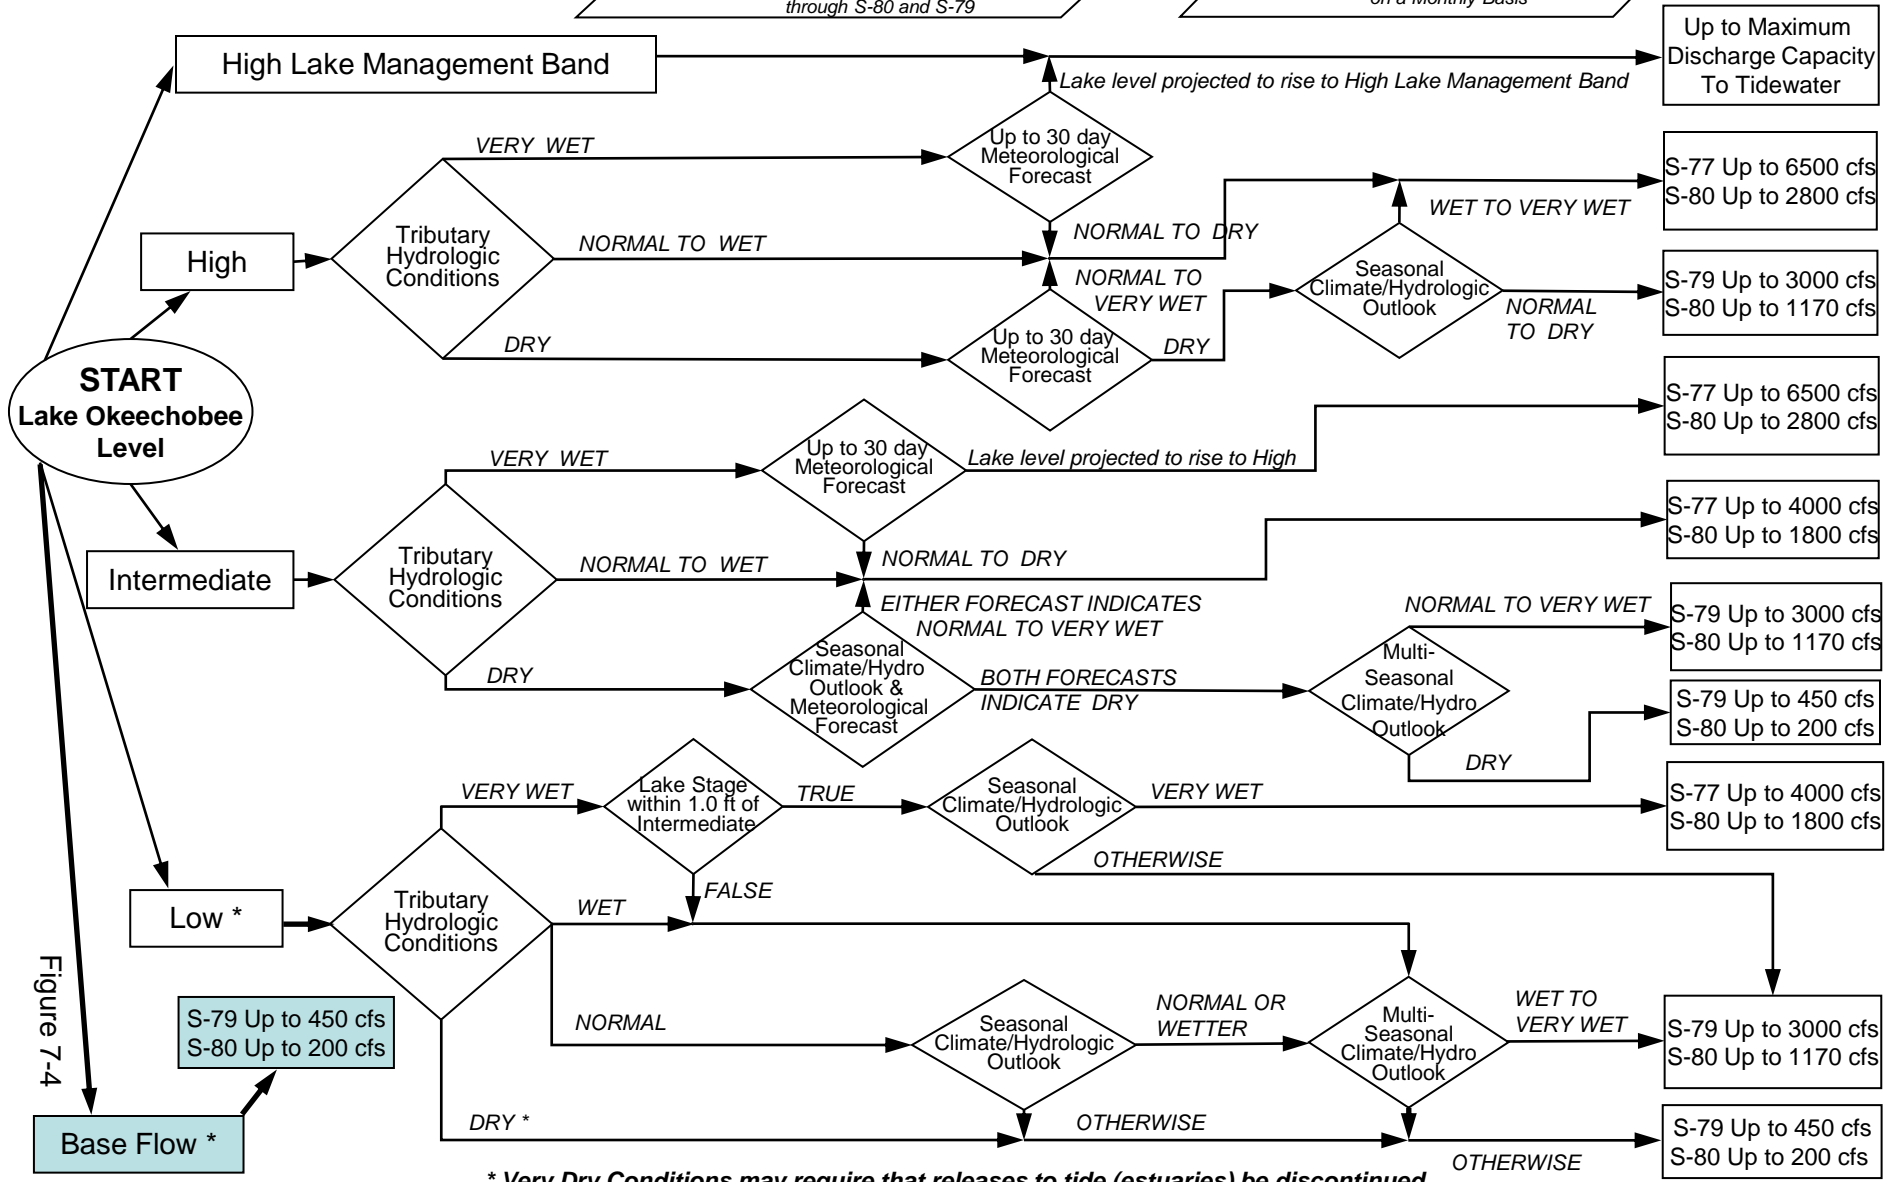 through S-80 and S-79
on a Monthly Basis
High Lake Management Band
Up to Maximum
Discharge Capacity
To Tidewater
Lake level projected to rise to High Lake Management Band
VERY WET
Up to 30 day
Meteorological
Forecast
S-77 Up to 6500 cfs
S-80 Up to 2800 cfs
WET TO VERY WET
High
Tributary
Hydrologic
Conditions
NORMAL TO WET
NORMAL TO DRY
NORMAL TO
VERY WET
Seasonal
Climate/Hydrologic
Outlook
NORMAL
TO DRY
S-79 Up to 3000 cfs
S-80 Up to 1170 cfs
DRY
Up to 30 day
Meteorological
Forecast
DRY
START
Lake Okeechobee
Level
S-77 Up to 6500 cfs
S-80 Up to 2800 cfs
VERY WET
Up to 30 day
Meteorological
Forecast
Lake level projected to rise to High
S-77 Up to 4000 cfs
S-80 Up to 1800 cfs
Intermediate
Tributary
Hydrologic
Conditions
NORMAL TO WET
NORMAL TO DRY
EITHER FORECAST INDICATES
NORMAL TO VERY WET
NORMAL TO VERY WET
S-79 Up to 3000 cfs
S-80 Up to 1170 cfs
DRY
Seasonal
Climate/Hydro
Outlook &
Meteorological
Forecast
BOTH FORECASTS
INDICATE DRY
Multi-
Seasonal
Climate/Hydro
Outlook
DRY
S-79 Up to 450 cfs
S-80 Up to 200 cfs
VERY WET
Lake Stage
within 1.0 ft of
Intermediate
TRUE
Seasonal
Climate/Hydrologic
Outlook
VERY WET
S-77 Up to 4000 cfs
S-80 Up to 1800 cfs
OTHERWISE
FALSE
Low *
Tributary
Hydrologic
Conditions
WET
NORMAL
Seasonal
Climate/Hydrologic
Outlook
NORMAL OR
WETTER
Multi-
Seasonal
Climate/Hydro
Outlook
WET TO
VERY WET
S-79 Up to 3000 cfs
S-80 Up to 1170 cfs
Figure 7-4
S-79 Up to 450 cfs
S-80 Up to 200 cfs
Base Flow *
DRY *
OTHERWISE
OTHERWISE
S-79 Up to 450 cfs
S-80 Up to 200 cfs
* Very Dry Conditions may require that releases to tide (estuaries) be discontinued